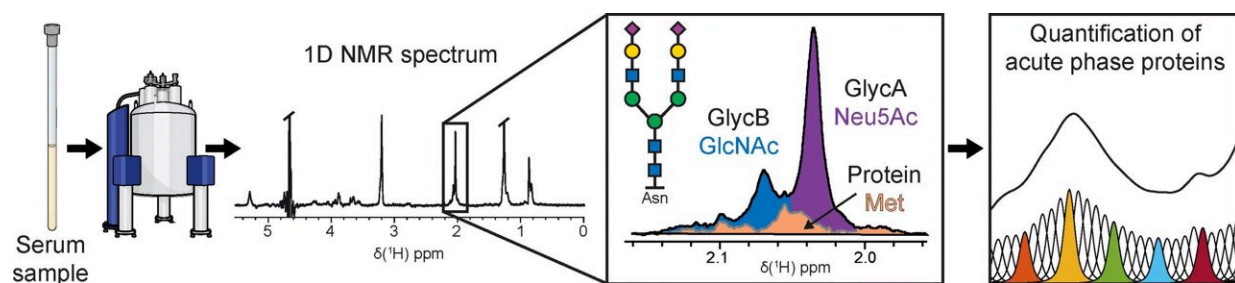 Serum
sample
1D NMR spectrum
5 4 3 2 1 0
δ(¹H) ppm
GlycB
GlcNAc
GlycA
Neu5Ac
Protein
Met
Asn
2.1 2.0
δ(¹H) ppm
Quantification of
acute phase proteins